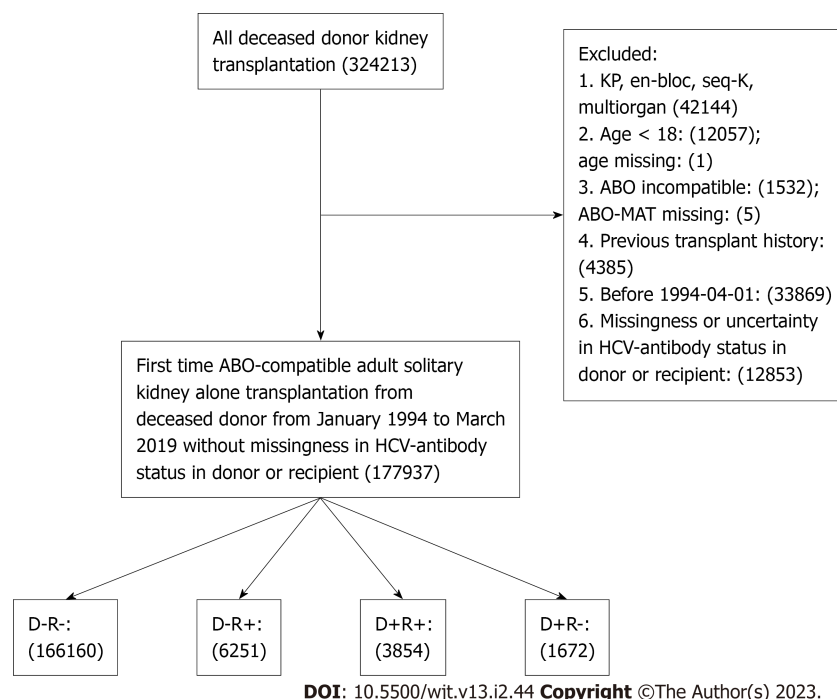 All deceased donor kidney
transplantation (324213)
Excluded:
1. KP, en-bloc, seq-K,
multiorgan (42144)
2. Age < 18: (12057);
age missing: (1)
3. ABO incompatible: (1532);
ABO-MAT missing: (5)
4. Previous transplant history:
(4385)
5. Before 1994-04-01: (33869)
6. Missingness or uncertainty
in HCV-antibody status in
donor or recipient: (12853)
First time ABO-compatible adult solitary
kidney alone transplantation from
deceased donor from January 1994 to March
2019 without missingness in HCV-antibody
status in donor or recipient (177937)
D-R-:
(166160)
D-R+:
(6251)
D+R+:
(3854)
D+R-:
(1672)
DOI: 10.5500/wjt.v13.i2.44 Copyright ©The Author(s) 2023.